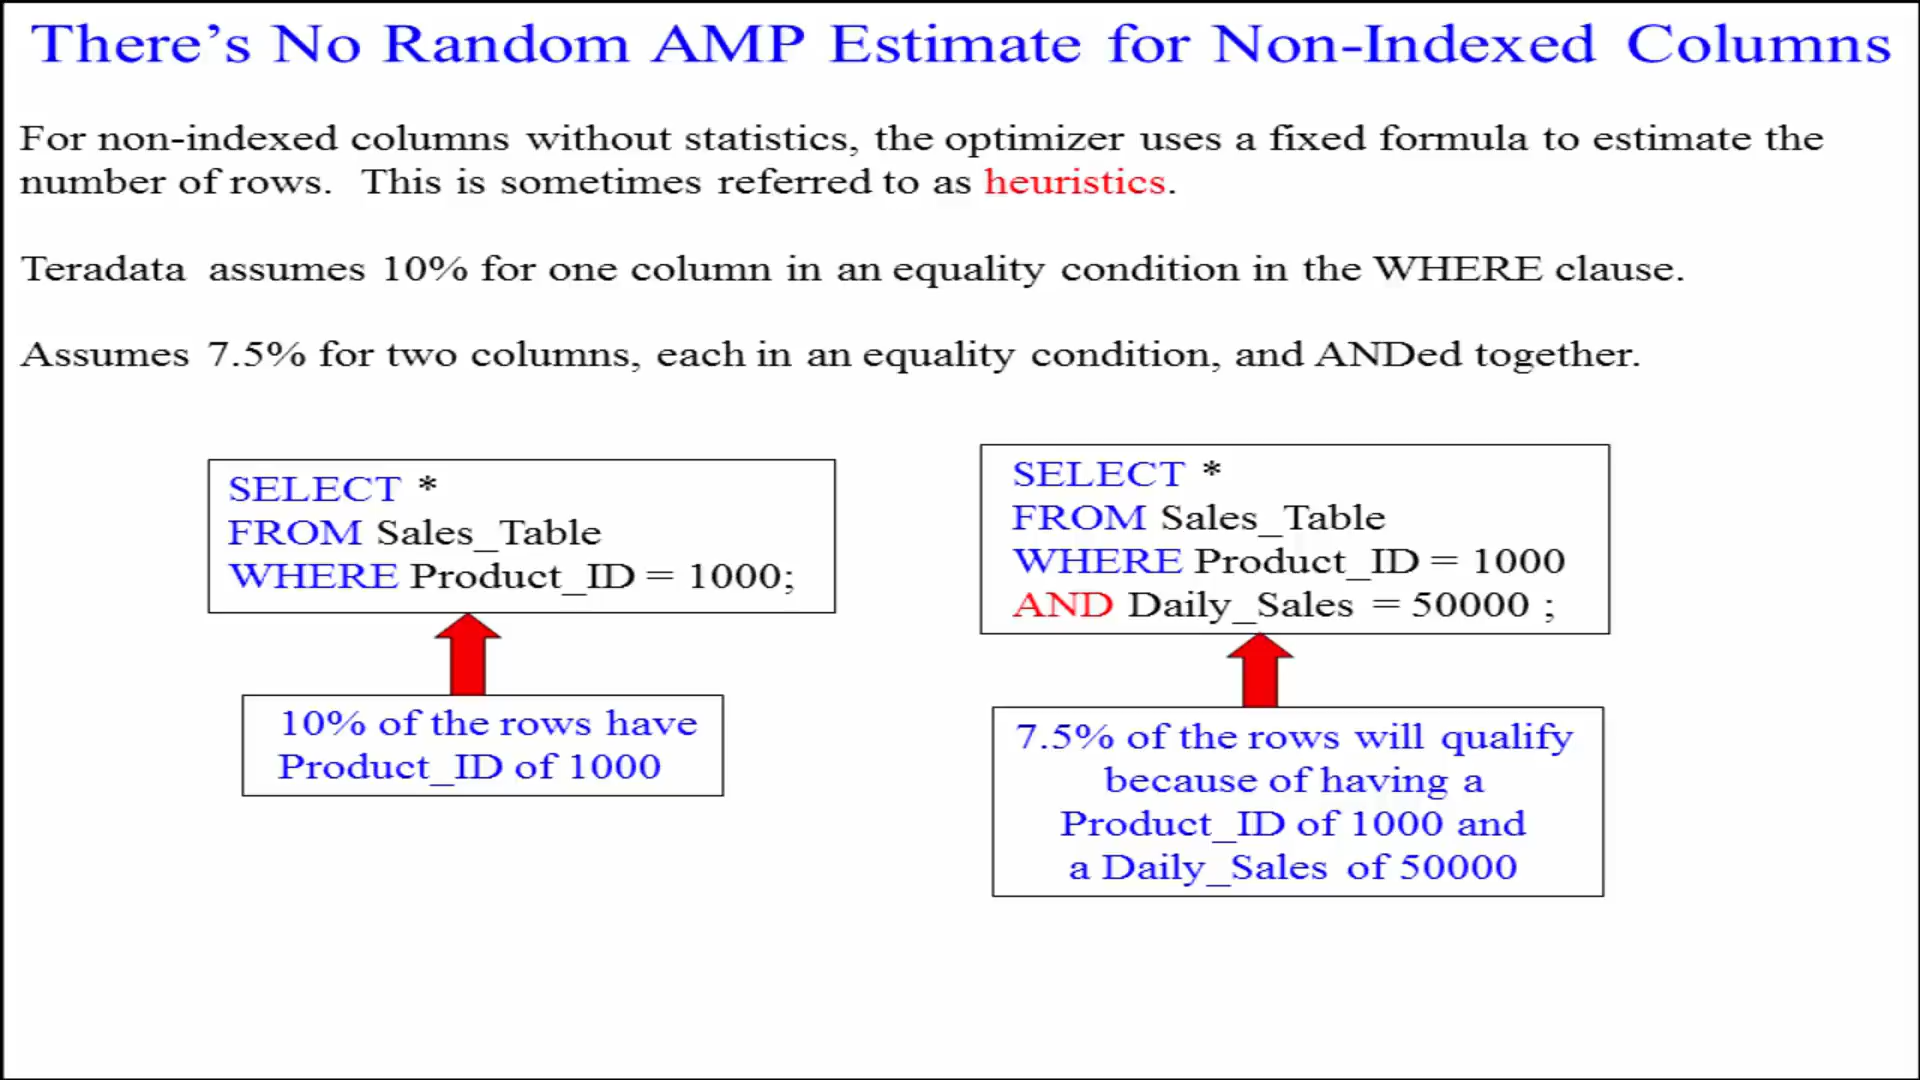 There's No Random AMP Estimate for Non-Indexed Columns
For non-indexed columns without statistics, the optimizer uses a fixed formula to estimate the
number of rows. This is sometimes referred to as heuristics.
Teradata assumes 10% for one column in an equality condition in the WHERE clause.
Assumes 7.5% for two columns, each in an equality condition, and ANDed together.
SELECT *
FROM Sales_Table
WHERE Product_ID = 1000;
10% of the rows have
Product_ID of 1000
SELECT *
FROM Sales_Table
WHERE Product_ID = 1000
AND Daily_Sales = 50000 ;
7.5% of the rows will qualify
because of having a
Product_ID of 1000 and
a Daily_Sales of 50000